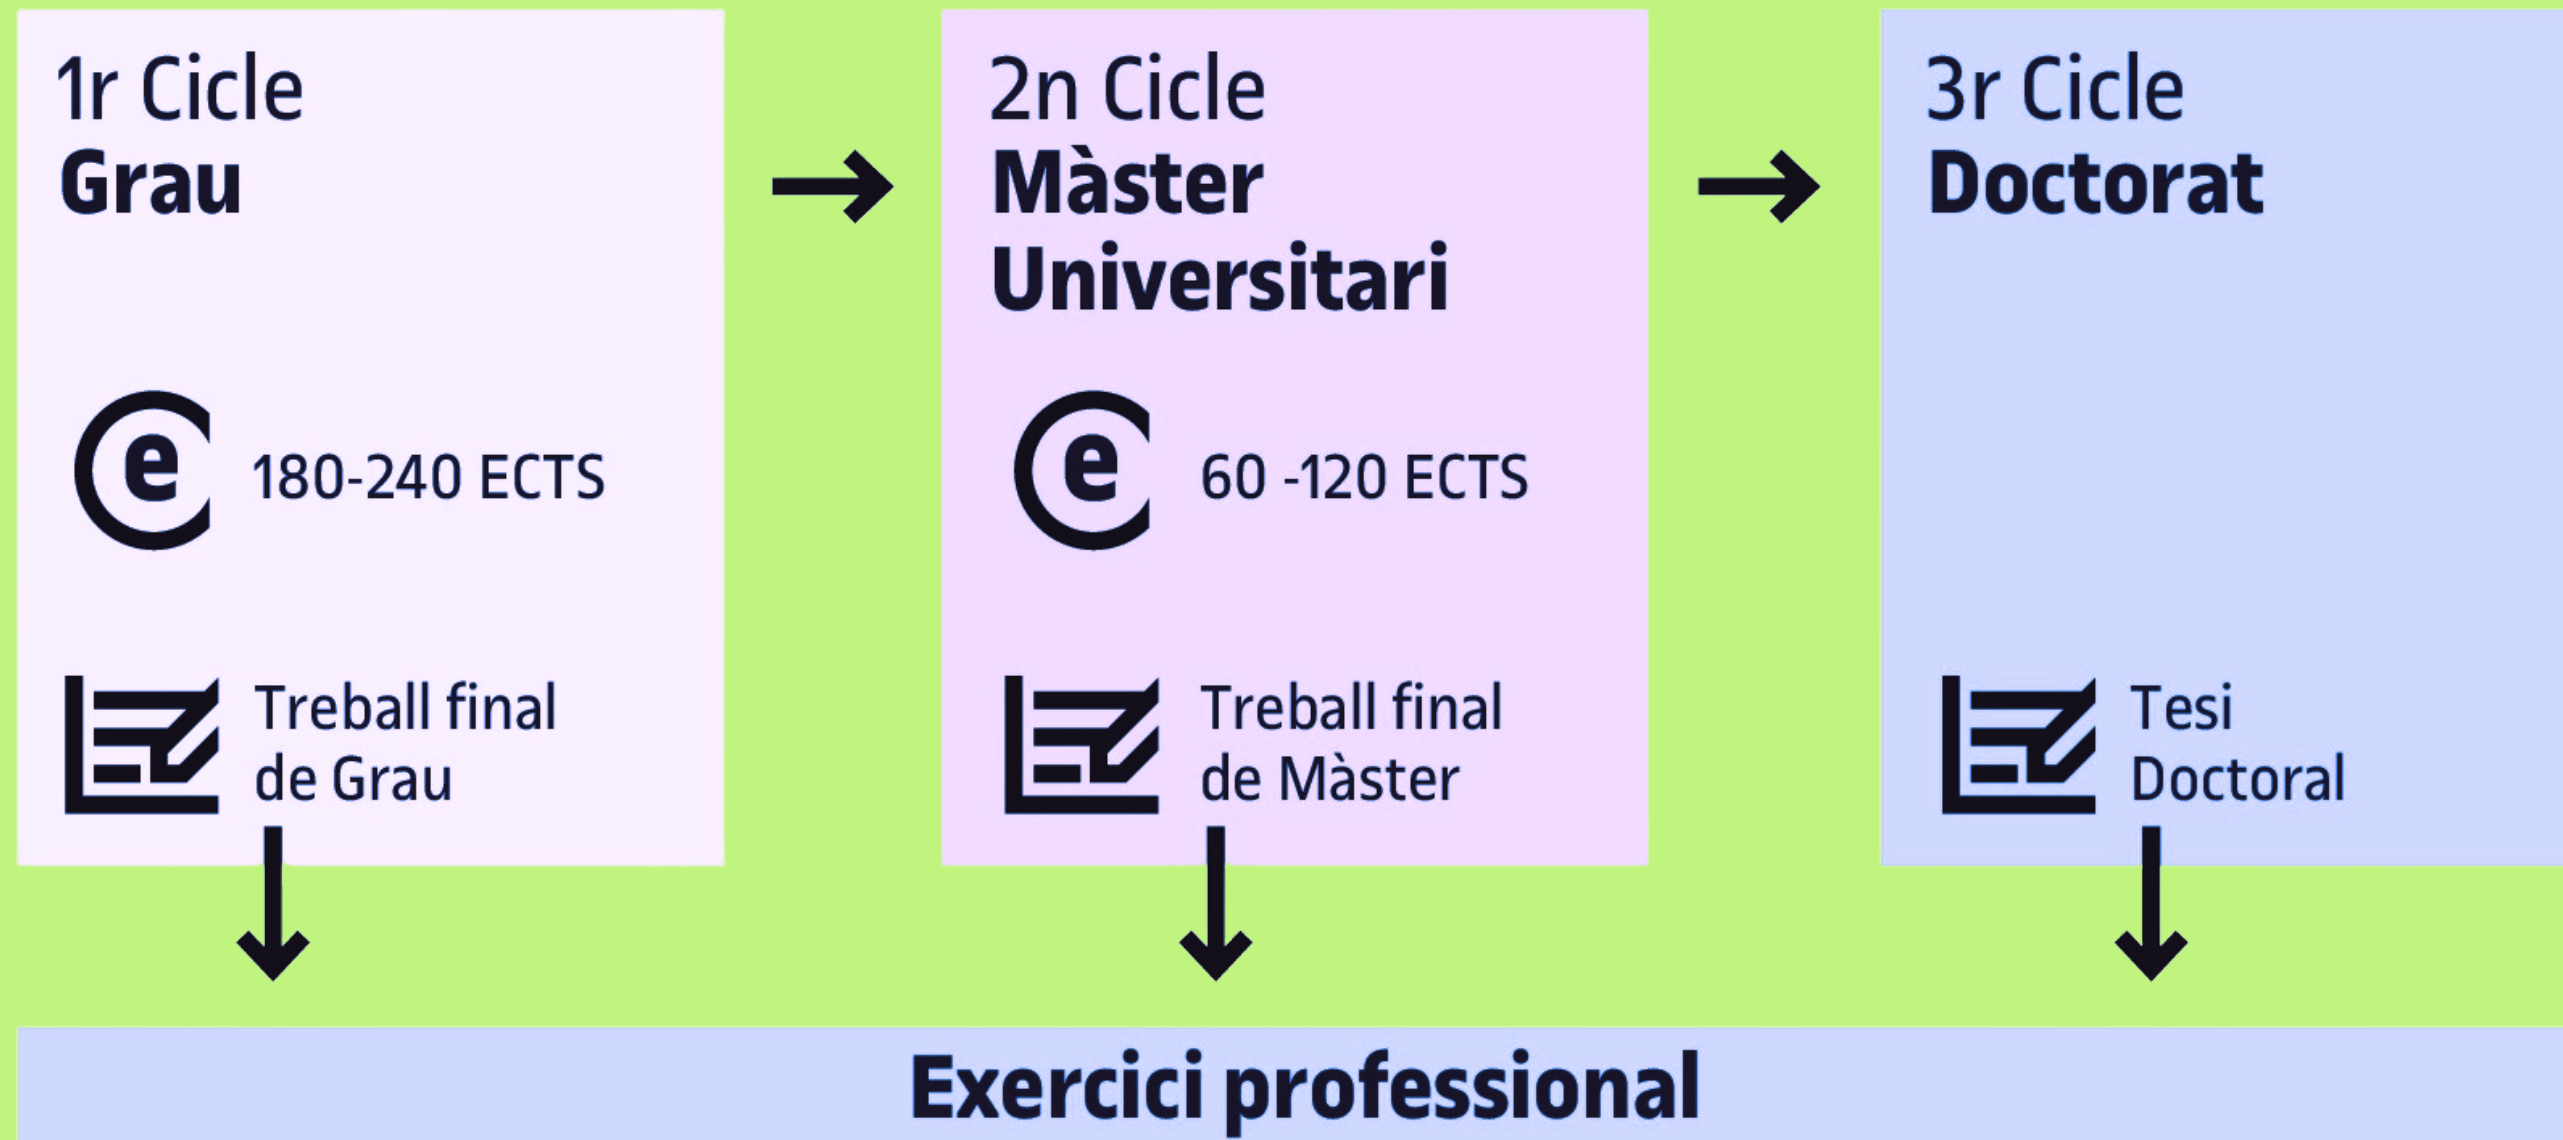 1r Cicle
Grau
180-240 ECTS
Treball final
de Grau
2n Cicle
Màster
Universitari
60 -120 ECTS
Treball final
de Màster
3r Cicle
Doctorat
Tesi
Doctoral
Exercici professional